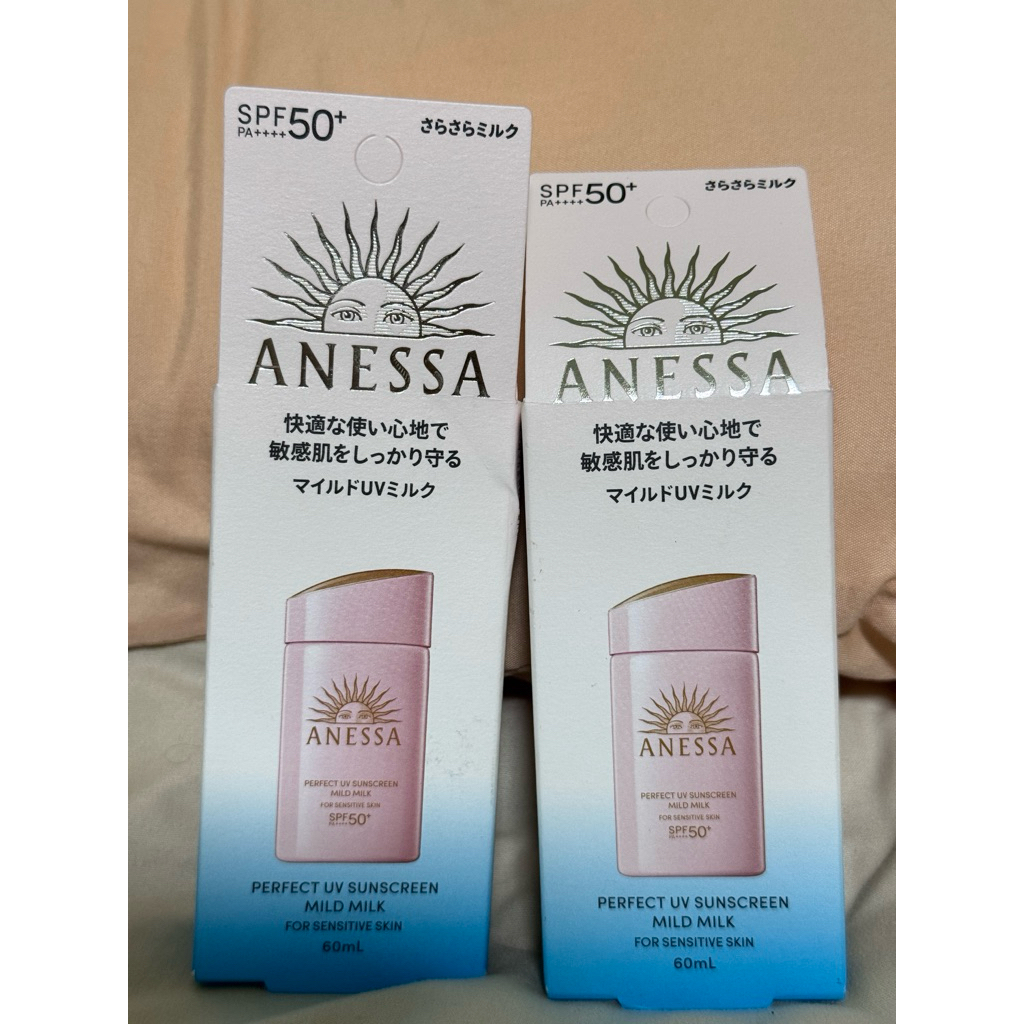 SPF50+
PA++++
さらさらミルク
ANESSA
快適な使い心地で
敏感肌をしっかり守る
マイルドUVミルク
ANESSA
PERFECT UV SUNSCREEN
MILD MILK
FOR SENSITIVE SKIN
SPF50+
PA++++
PERFECT UV SUNSCREEN
MILD MILK
FOR SENSITIVE SKIN
60mL
SPF50+
PA++++
さらさらミルク
ANESSA
快適な使い心地で
敏感肌をしっかり守る
マイルドUVミルク
ANESSA
PERFECT UV SUNSCREEN
MILD MILK
FOR SENSITIVE SKIN
SPF50+
PA++++
PERFECT UV SUNSCREEN
MILD MILK
FOR SENSITIVE SKIN
60mL